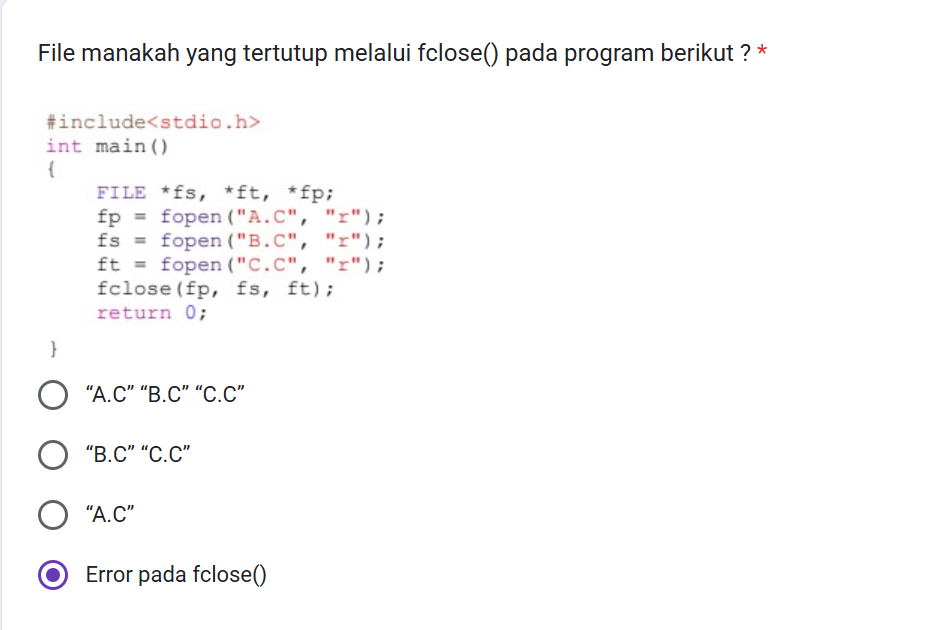 File manakah yang tertutup melalui fclose() pada program berikut ? *
#include<stdio.h>
int main()
{
FILE *fs, *ft, *fp;
fp = fopen("A.C", "r");
fs = fopen("B.C", "r");
ft = fopen("C.C", "r");
fclose(fp, fs, ft);
return 0;
}
“A.C” “B.C” “C.C”
“B.C” “C.C”
“A.C”
Error pada fclose()